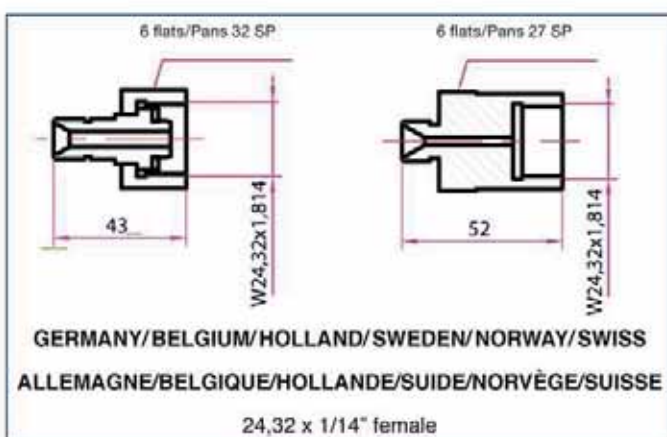 6 flats/Pans 32 SP
6 flats/Pans 27 SP
43
W24,32x1,814
52
W24,32x1,814
GERMANY/BELGIUM/HOLLAND/SWEDEN/NORWAY/SWISS
ALLEMAGNE/BELGIQUE/HOLLANDE/SUIDE/NORVÈGE/SUISSE
24,32 x 1/14" female